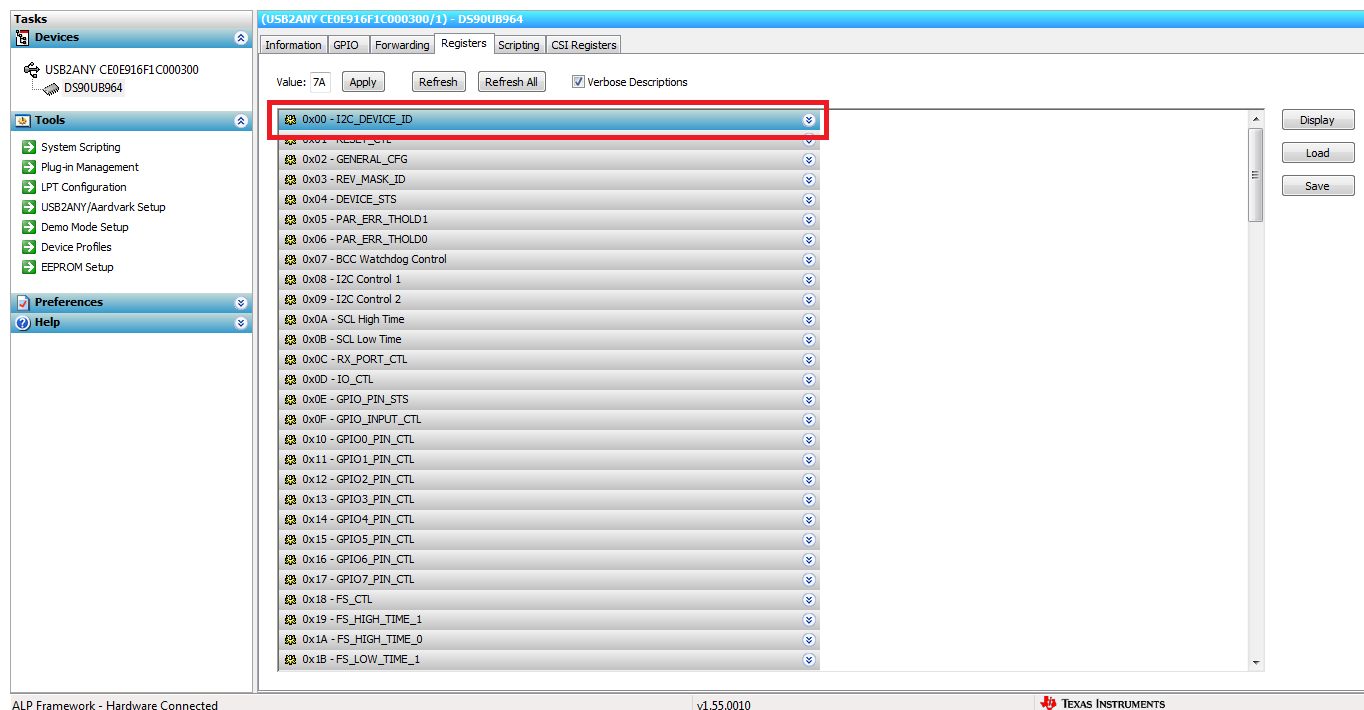 Tasks
Devices
USB2ANY CE0E916F1C000300
DS90UB964
Tools
System Scripting
Plug-in Management
LPT Configuration
USB2ANY/Aardvark Setup
Demo Mode Setup
Device Profiles
EEPROM Setup
Preferences
Help
(USB2ANY CE0E916F1C000300/1) - DS90UB964
Information GPIO Forwarding Registers Scripting CSI Registers
Value: 7A Apply Refresh Refresh All Verbose Descriptions
0x00 - I2C_DEVICE_ID
0x01 - RESET_CTL
0x02 - GENERAL_CFG
0x03 - REV_MASK_ID
0x04 - DEVICE_STS
0x05 - PAR_ERR_THOLD1
0x06 - PAR_ERR_THOLD0
0x07 - BCC Watchdog Control
0x08 - I2C Control 1
0x09 - I2C Control 2
0x0A - SCL High Time
0x0B - SCL Low Time
0x0C - RX_PORT_CTL
0x0D - IO_CTL
0x0E - GPIO_PIN_STS
0x0F - GPIO_INPUT_CTL
0x10 - GPIO0_PIN_CTL
0x11 - GPIO1_PIN_CTL
0x12 - GPIO2_PIN_CTL
0x13 - GPIO3_PIN_CTL
0x14 - GPIO4_PIN_CTL
0x15 - GPIO5_PIN_CTL
0x16 - GPIO6_PIN_CTL
0x17 - GPIO7_PIN_CTL
0x18 - FS_CTL
0x19 - FS_HIGH_TIME_1
0x1A - FS_HIGH_TIME_0
0x1B - FS_LOW_TIME_1
Display
Load
Save
ALP Framework - Hardware Connected
v1.55.0010
TEXAS INSTRUMENTS